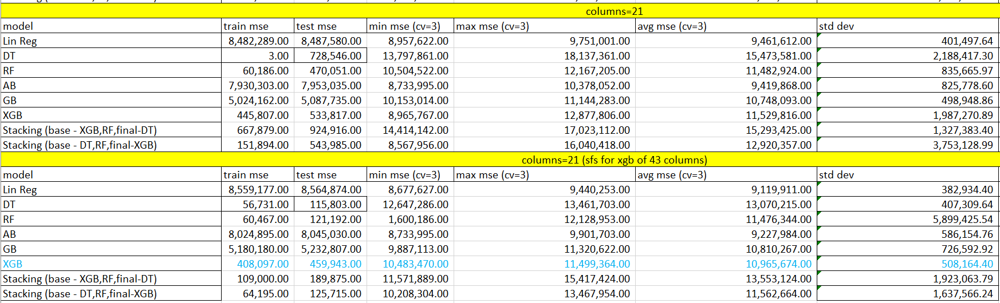 columns=21
model train mse test mse min mse (cv=3) max mse (cv=3) avg mse (cv=3) std dev
Lin Reg 8,482,289.00 8,487,580.00 8,957,622.00 9,751,001.00 9,461,612.00 401,497.64
DT 3.00 728,546.00 13,797,861.00 18,137,361.00 15,473,581.00 2,188,417.30
RF 60,186.00 470,051.00 10,504,522.00 12,167,205.00 11,482,924.00 835,665.97
AB 7,930,303.00 7,953,035.00 8,733,995.00 10,378,052.00 9,419,868.00 825,778.60
GB 5,024,162.00 5,087,735.00 10,153,014.00 11,144,283.00 10,748,093.00 498,948.86
XGB 445,807.00 533,817.00 8,965,767.00 12,877,806.00 11,529,816.00 1,987,270.89
Stacking (base - XGB,RF,final-DT) 667,879.00 924,916.00 14,414,142.00 17,023,112.00 15,293,425.00 1,327,383.40
Stacking (base - DT,RF,final-XGB) 151,894.00 543,985.00 8,567,956.00 16,040,418.00 12,920,357.00 3,753,128.99
columns=21 (sfs for xgb of 43 columns)
model train mse test mse min mse (cv=3) max mse (cv=3) avg mse (cv=3) std dev
Lin Reg 8,559,177.00 8,564,874.00 8,677,627.00 9,440,253.00 9,119,911.00 382,934.40
DT 56,731.00 115,803.00 12,647,286.00 13,461,703.00 13,070,215.00 407,309.64
RF 60,467.00 121,192.00 1,600,186.00 12,128,953.00 11,476,344.00 5,899,425.54
AB 8,024,895.00 8,045,030.00 8,733,995.00 9,901,703.00 9,227,984.00 586,154.76
GB 5,180,180.00 5,232,807.00 9,887,113.00 11,320,622.00 10,810,267.00 726,592.92
XGB 408,097.00 459,943.00 10,483,470.00 11,499,364.00 10,965,674.00 508,164.40
Stacking (base - XGB,RF,final-DT) 109,000.00 189,875.00 11,571,889.00 15,417,424.00 13,553,124.00 1,923,063.79
Stacking (base - DT,RF,final-XGB) 64,195.00 125,715.00 10,208,304.00 13,467,954.00 11,562,664.00 1,637,566.24